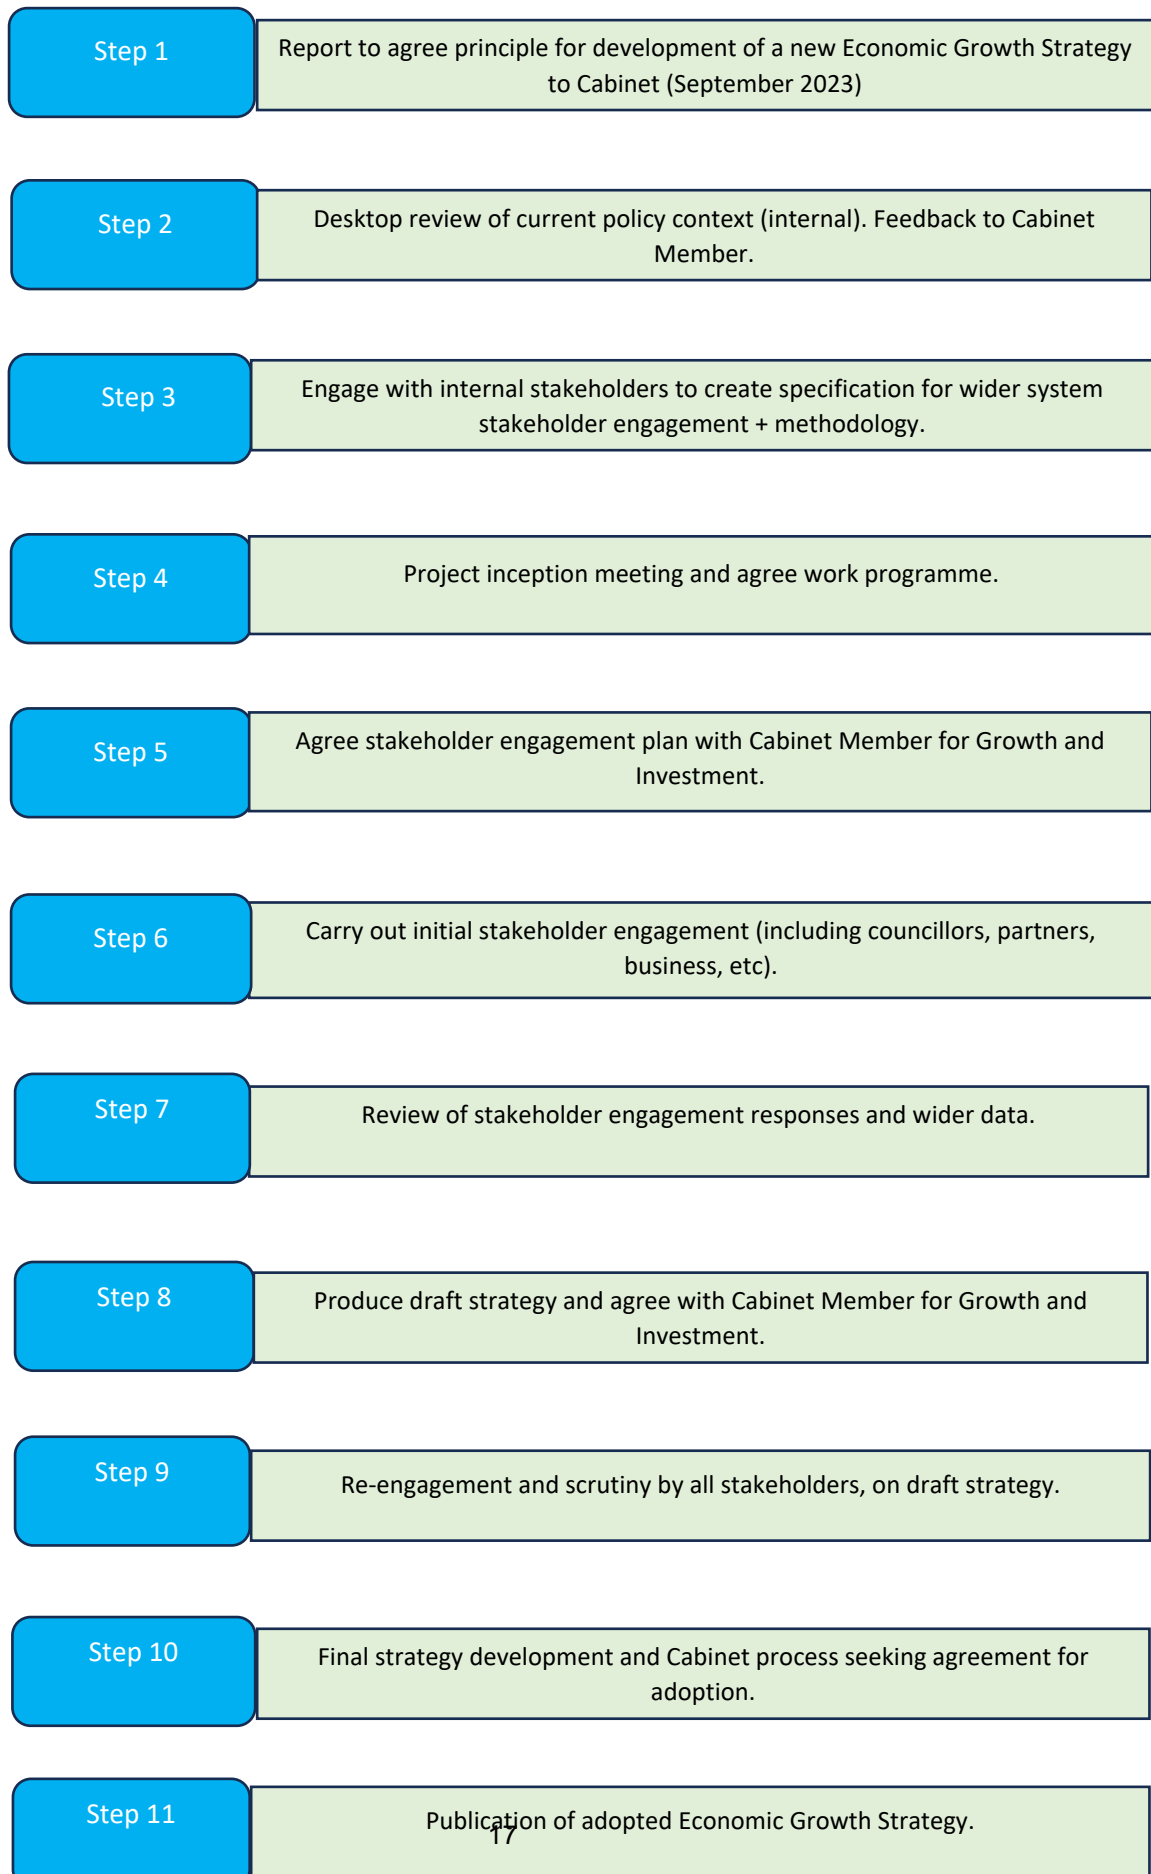 Step 1
Report to agree principle for development of a new Economic Growth Strategy
to Cabinet (September 2023)
Step 2
Desktop review of current policy context (internal). Feedback to Cabinet
Member.
Step 3
Engage with internal stakeholders to create specification for wider system
stakeholder engagement + methodology.
Step 4
Project inception meeting and agree work programme.
Step 5
Agree stakeholder engagement plan with Cabinet Member for Growth and
Investment.
Step 6
Carry out initial stakeholder engagement (including councillors, partners,
business, etc).
Step 7
Review of stakeholder engagement responses and wider data.
Step 8
Produce draft strategy and agree with Cabinet Member for Growth and
Investment.
Step 9
Re-engagement and scrutiny by all stakeholders, on draft strategy.
Step 10
Final strategy development and Cabinet process seeking agreement for
adoption.
Step 11
Publication of adopted Economic Growth Strategy.
17